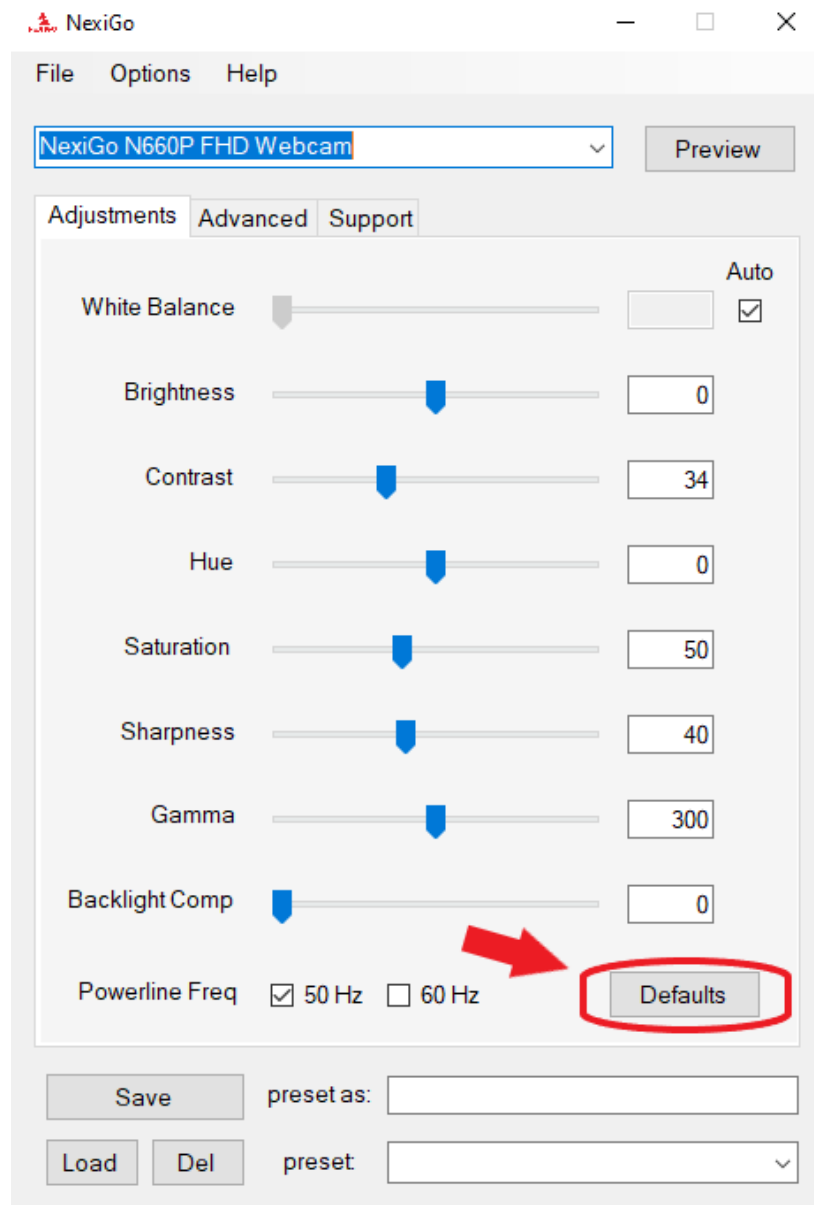 NexiGo
File Options Help
NexiGo N660P FHD Webcam Preview
Adjustments Advanced Support
Auto
White Balance
Brightness 0
Contrast 34
Hue 0
Saturation 50
Sharpness 40
Gamma 300
Backlight Comp 0
Powerline Freq 50 Hz 60 Hz Defaults
Save preset as:
Load Del preset: